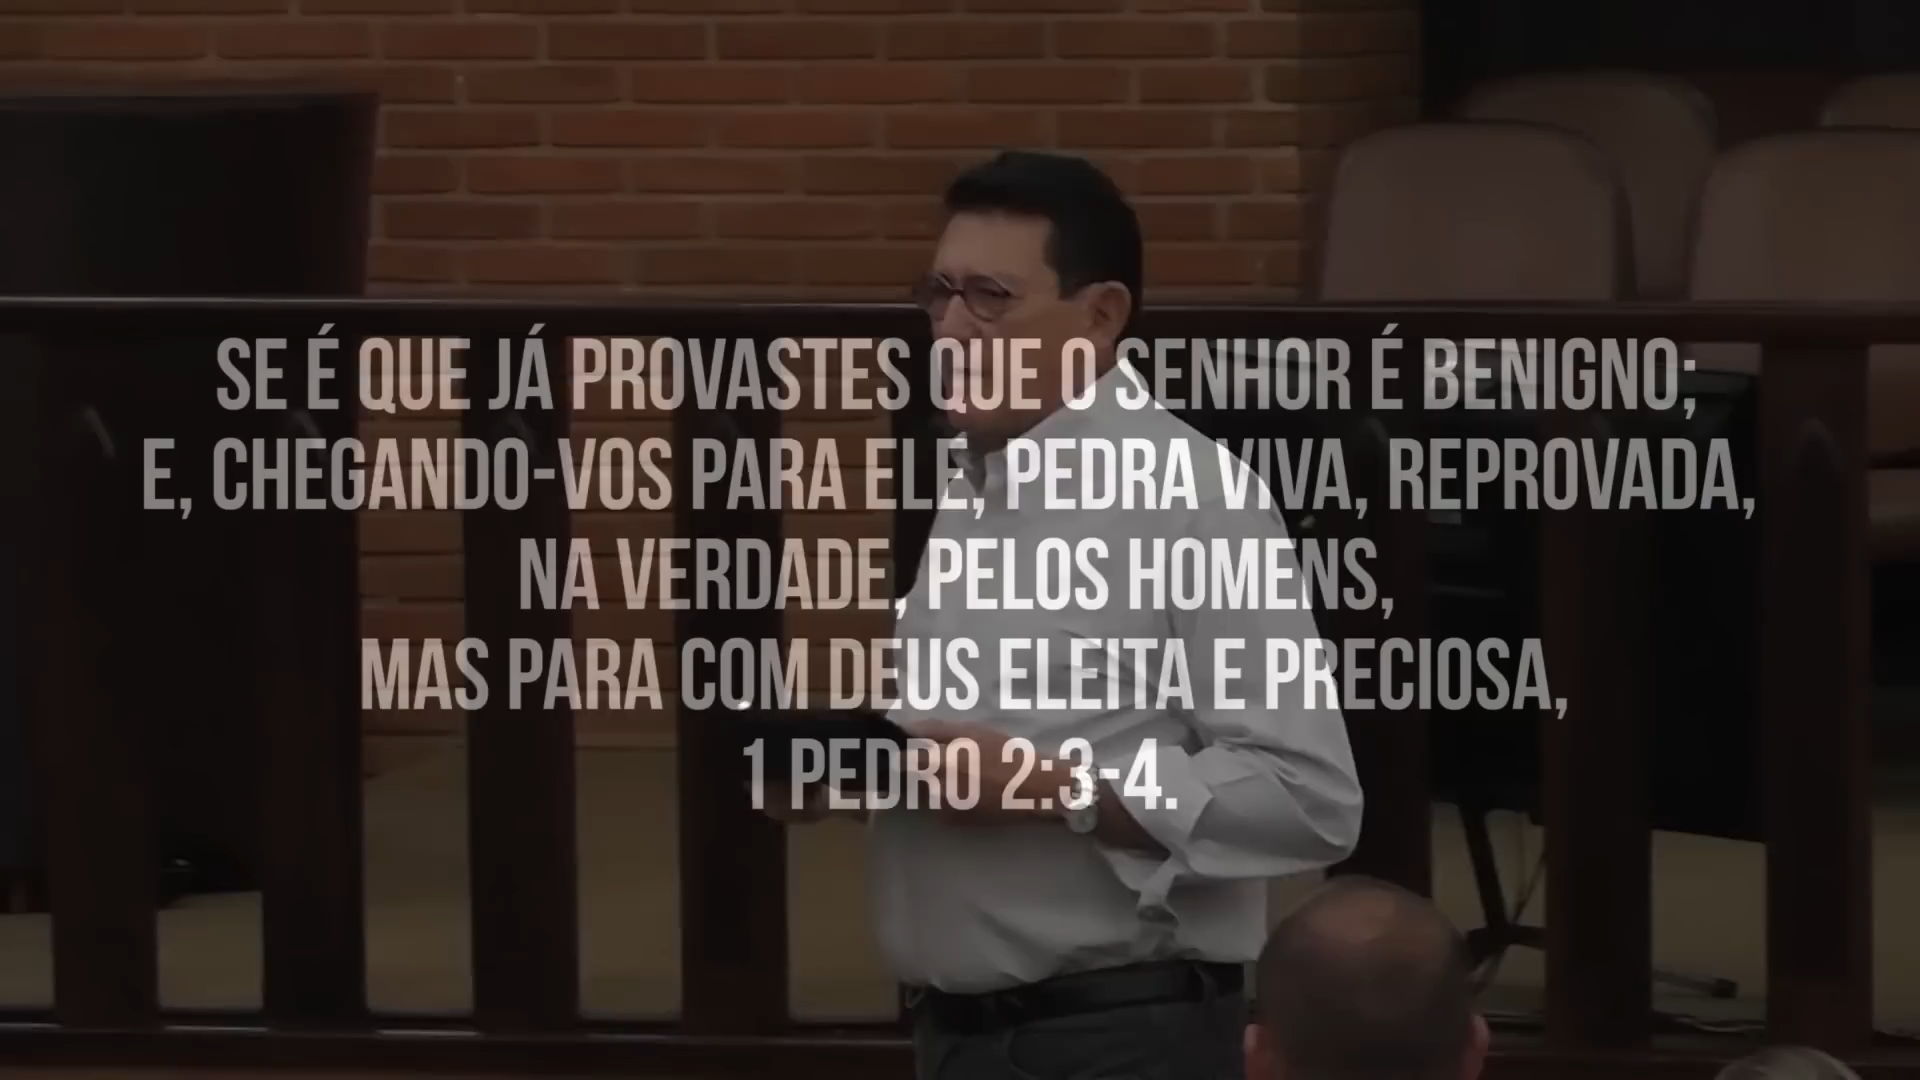 SE É QUE JÁ PROVASTES QUE O SENHOR É BENIGNO;
E, CHEGANDO-VOS PARA ELE, PEDRA VIVA, REPROVADA,
NA VERDADE, PELOS HOMENS,
MAS PARA COM DEUS ELEITA E PRECIOSA,
1 PEDRO 2:3-4.